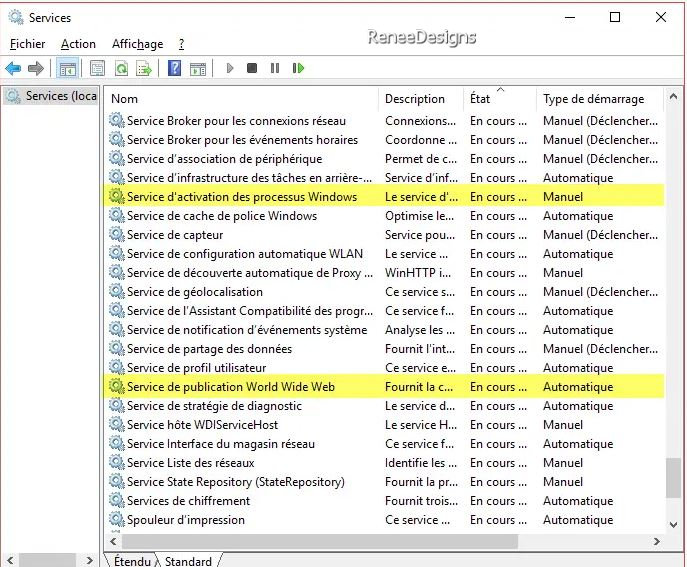 Services
Fichier Action Affichage ?
ReneeDesigns
Services (loca
Nom Description État Type de démarrage
Service Broker pour les connexions réseau Connexions... En cours ... Manuel (Déclencher...
Service Broker pour les événements horaires Coordonne ... En cours ... Manuel (Déclencher...
Service d'association de périphérique Permet de c... En cours ... Manuel (Déclencher...
Service d'infrastructure des tâches en arrière-... Service d'inf... En cours ... Automatique
Service d'activation des processus Windows Le service d'... En cours ... Manuel
Service de cache de police Windows Optimise le... En cours ... Automatique
Service de capteur Service pou... En cours ... Manuel (Déclencher...
Service de configuration automatique WLAN Le service ... En cours ... Automatique
Service de découverte automatique de Proxy ... WinHTTP i... En cours ... Manuel
Service de géolocalisation Ce service s... En cours ... Manuel (Déclencher...
Service de l'Assistant Compatibilité des progr... Ce service f... En cours ... Automatique
Service de notification d'événements système Analyse les ... En cours ... Automatique
Service de partage des données Fournit l'int... En cours ... Manuel (Déclencher...
Service de profil utilisateur Ce service e... En cours ... Automatique
Service de publication World Wide Web Fournit la c... En cours ... Automatique
Service de stratégie de diagnostic Le service d... En cours ... Automatique
Service hôte WDIServiceHost Le service H... En cours ... Manuel
Service Interface du magasin réseau Ce service f... En cours ... Automatique
Service Liste des réseaux Identifie les ... En cours ... Manuel
Service State Repository (StateRepository) Fournit la pr... En cours ... Manuel
Services de chiffrement Fournit trois... En cours ... Automatique
Spouleur d'impression Ce service ... En cours ... Automatique
Étendu Standard